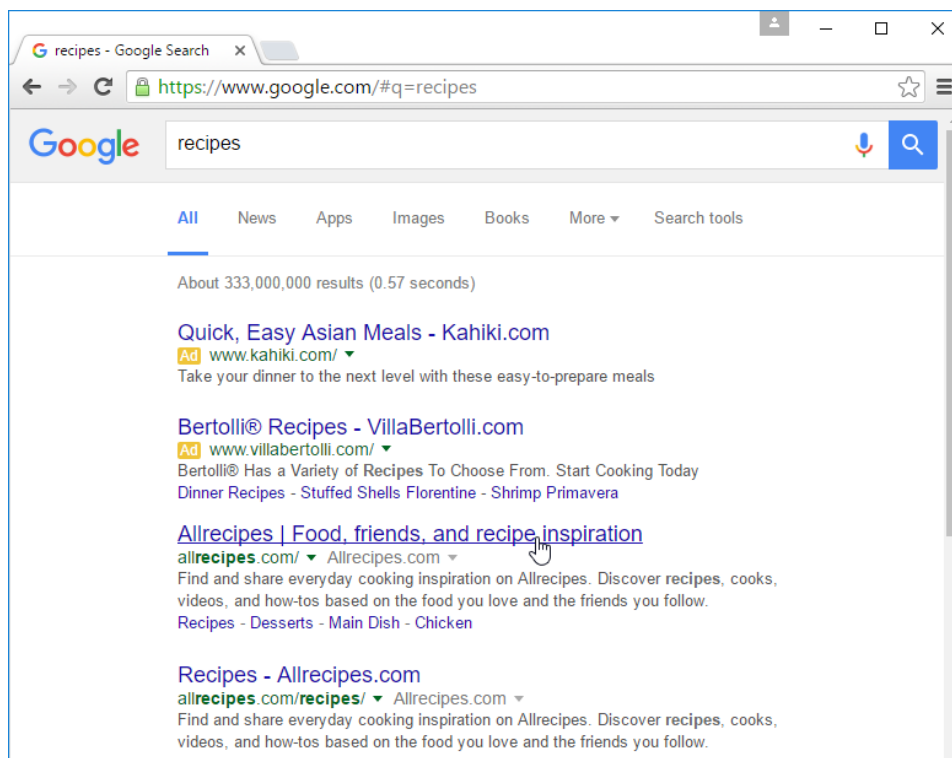 recipes - Google Search
https://www.google.com/#q=recipes
Google
recipes
All News Apps Images Books More Search tools
About 333,000,000 results (0.57 seconds)
Quick, Easy Asian Meals - Kahiki.com
Ad www.kahiki.com/
Take your dinner to the next level with these easy-to-prepare meals
Bertolli® Recipes - VillaBertolli.com
Ad www.villabertolli.com/
Bertolli® Has a Variety of Recipes To Choose From. Start Cooking Today
Dinner Recipes - Stuffed Shells Florentine - Shrimp Primavera
Allrecipes | Food, friends, and recipe inspiration
allrecipes.com/ Allrecipes.com
Find and share everyday cooking inspiration on Allrecipes. Discover recipes, cooks,
videos, and how-tos based on the food you love and the friends you follow.
Recipes - Desserts - Main Dish - Chicken
Recipes - Allrecipes.com
allrecipes.com/recipes/ Allrecipes.com
Find and share everyday cooking inspiration on Allrecipes. Discover recipes, cooks,
videos, and how-tos based on the food you love and the friends you follow.